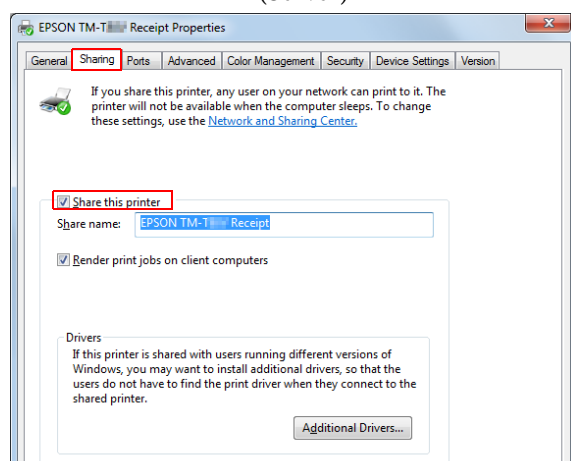 EPSON TM-T Receipt Properties
General Sharing Ports Advanced Color Management Security Device Settings Version
If you share this printer, any user on your network can print to it. The
printer will not be available when the computer sleeps. To change
these settings, use the Network and Sharing Center.
Share this printer
Share name: EPSON TM-T Receipt
Render print jobs on client computers
Drivers
If this printer is shared with users running different versions of
Windows, you may want to install additional drivers, so that the
users do not have to find the print driver when they connect to the
shared printer.
Additional Drivers...